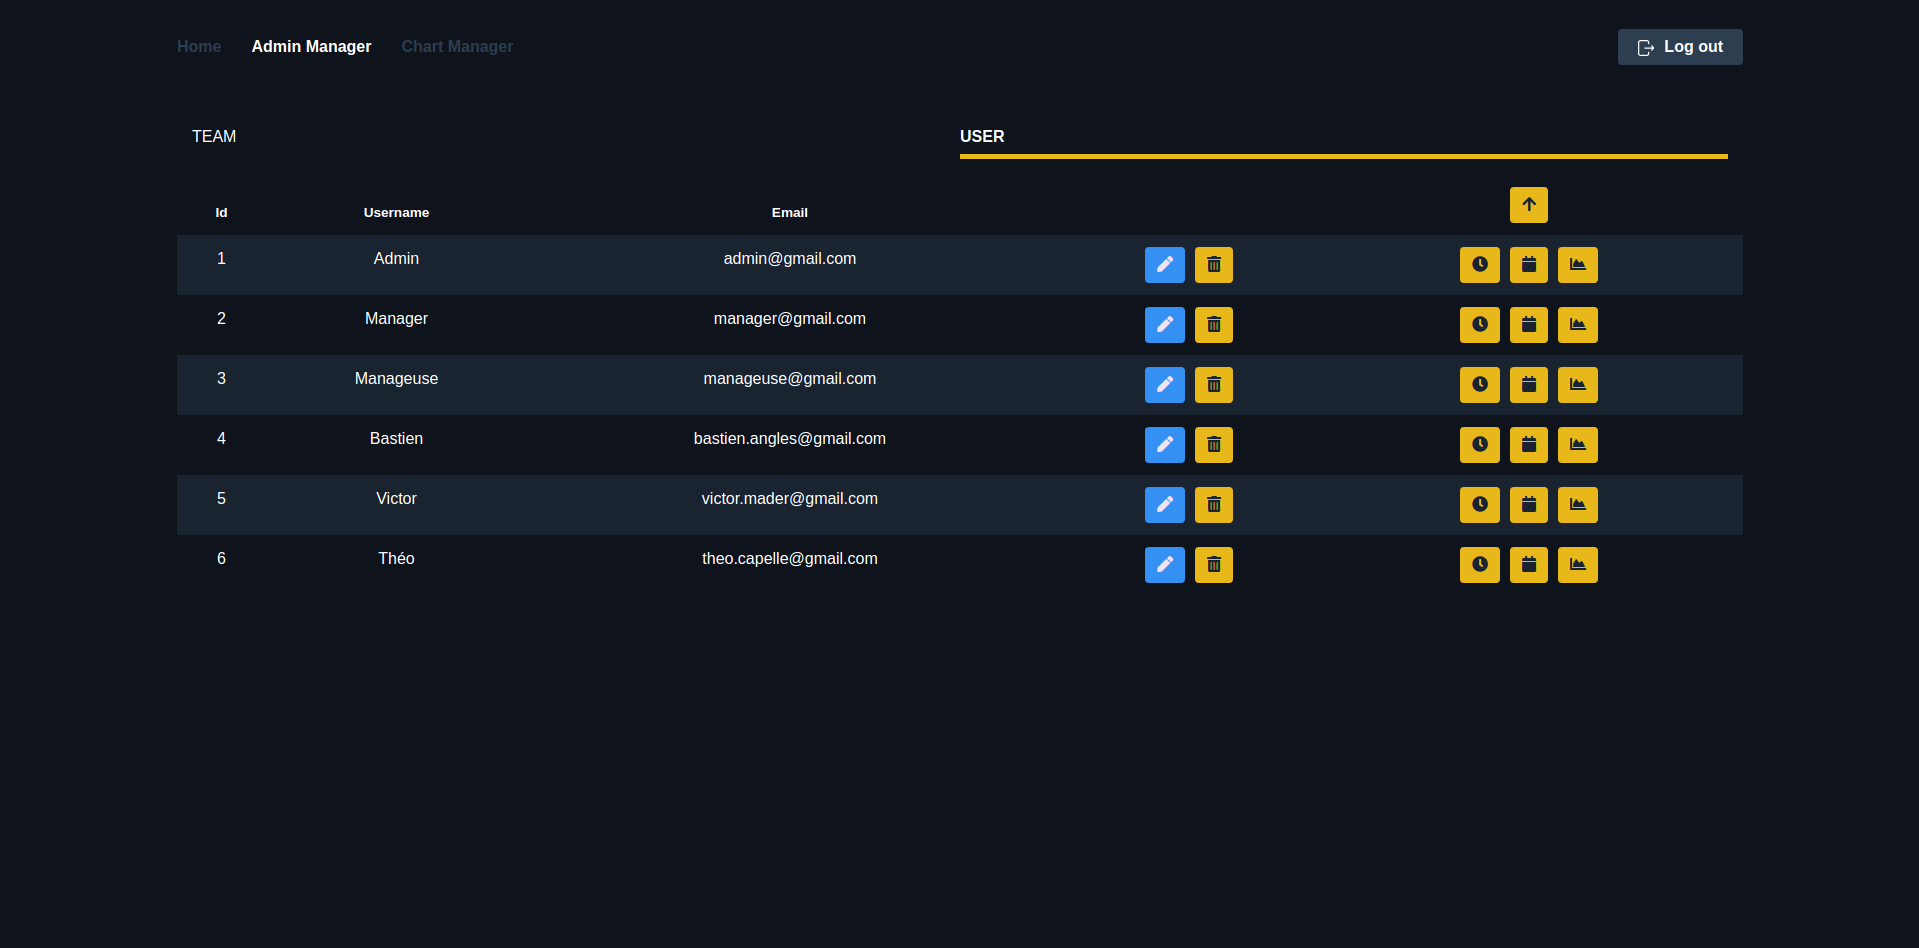 Home Admin Manager Chart Manager Log out
TEAM USER
Id Username Email
1 Admin admin@gmail.com
2 Manager manager@gmail.com
3 Manageuse manageuse@gmail.com
4 Bastien bastien.angles@gmail.com
5 Victor victor.mader@gmail.com
6 Théo theo.capelle@gmail.com